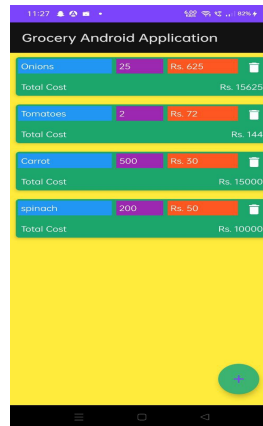 11:27 82%
Grocery Android Application
Onions 25 Rs. 625
Total Cost Rs. 15625
Tomatoes 2 Rs. 72
Total Cost Rs. 144
Carrot 500 Rs. 30
Total Cost Rs. 15000
spinach 200 Rs. 50
Total Cost Rs. 10000
+